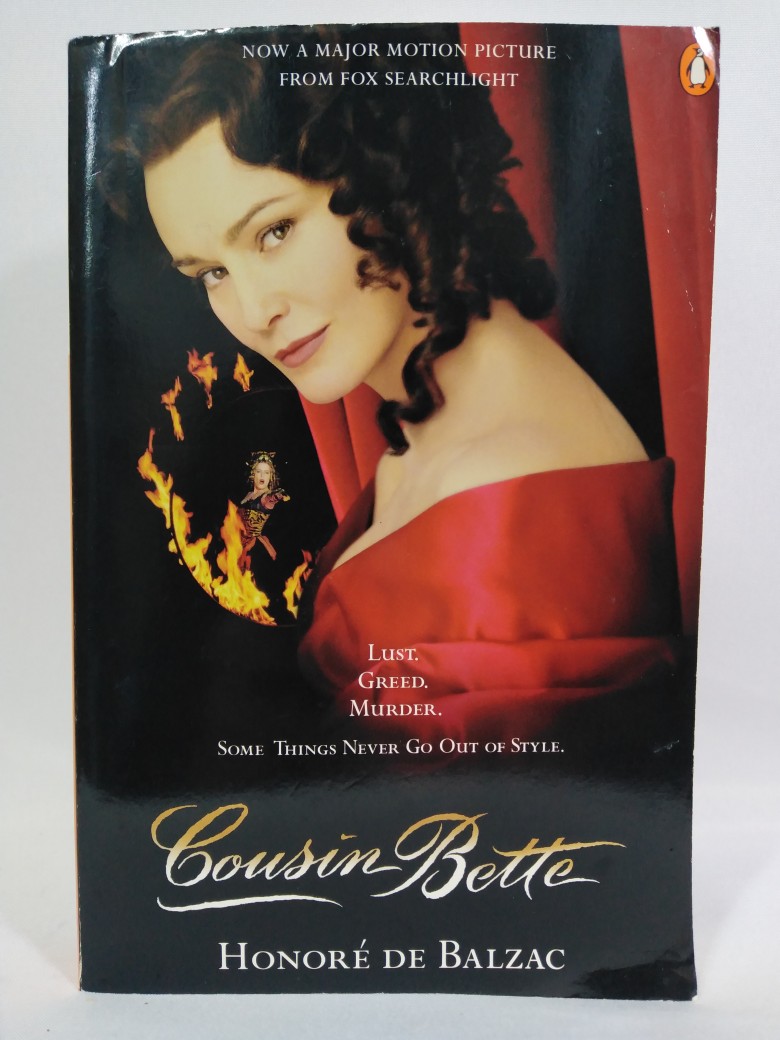 NOW A MAJOR MOTION PICTURE
FROM FOX SEARCHLIGHT
LUST.
GREED.
MURDER.
SOME THINGS NEVER GO OUT OF STYLE.
Cousin Bette
HONORÉ DE BALZAC